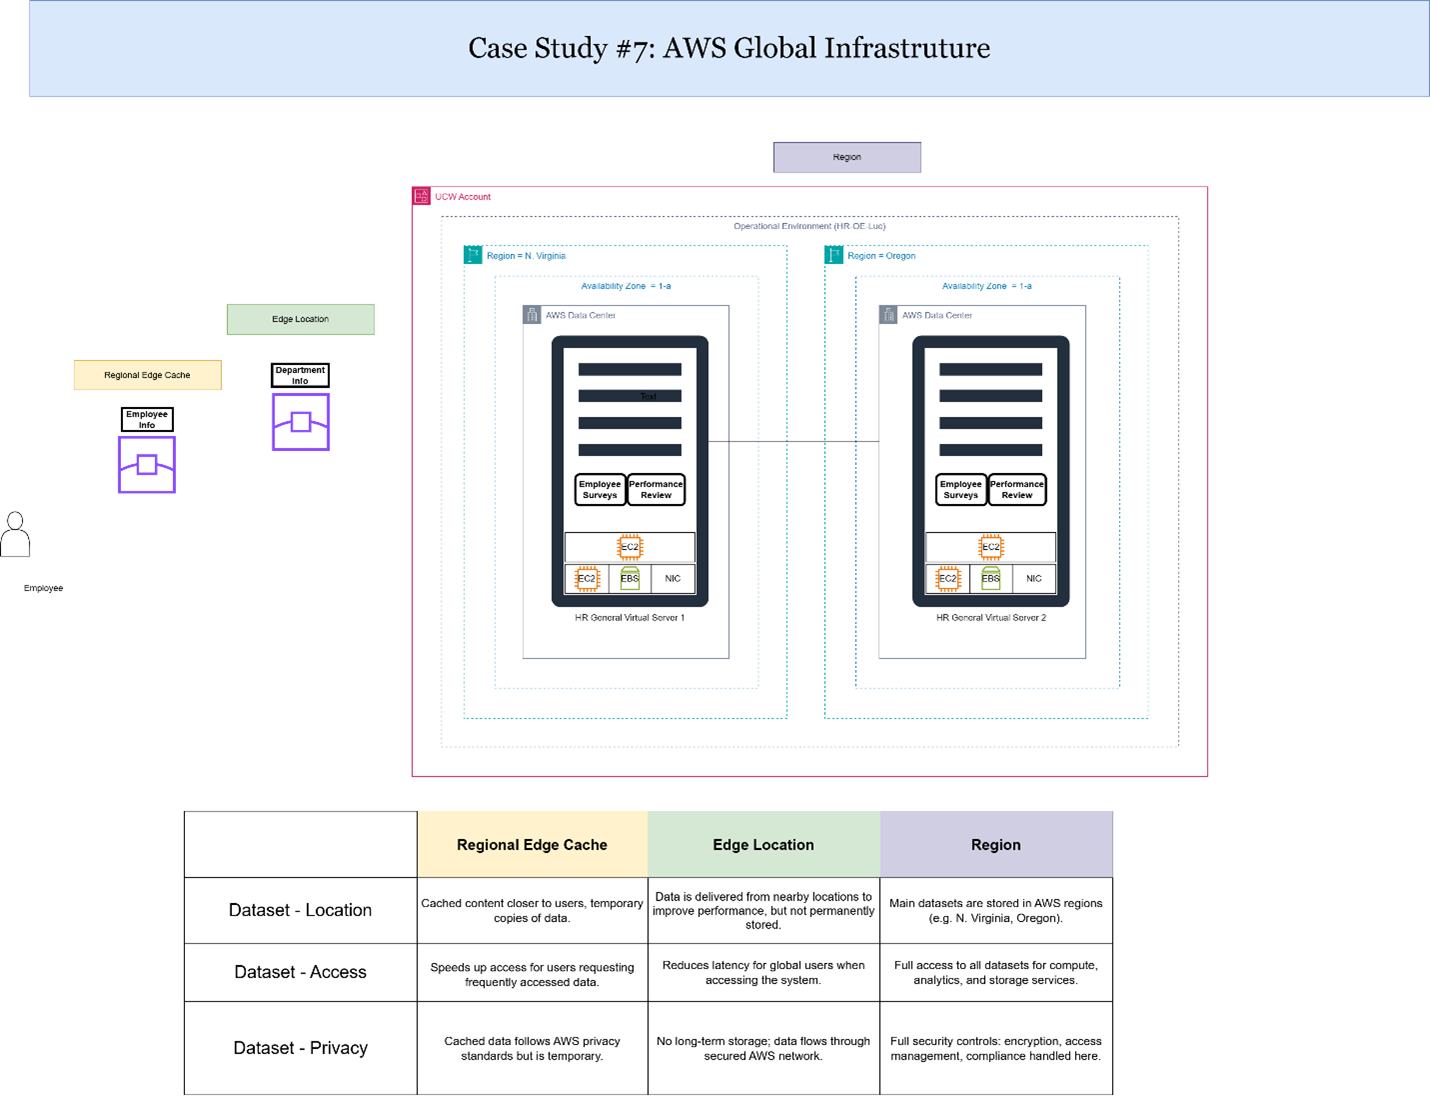 Case Study #7: AWS Global Infrastruture
Region
UCW Account
Operational Environment (HR-OE-Luc)
Region = N. Virginia
Region = Oregon
Availability Zone = 1-a
Availability Zone = 1-a
AWS Data Center
AWS Data Center
Edge Location
Regional Edge Cache
Department
Info
Employee
Info
Text
Employee
Surveys
Performance
Review
Employee
Surveys
Performance
Review
EC2
EC2
EC2
EBS
NIC
EC2
EBS
NIC
Employee
HR General Virtual Server 1
HR General Virtual Server 2
Regional Edge Cache
Edge Location
Region
Dataset - Location
Cached content closer to users, temporary
copies of data.
Data is delivered from nearby locations to
improve performance, but not permanently
stored.
Main datasets are stored in AWS regions
(e.g. N. Virginia, Oregon).
Dataset - Access
Speeds up access for users requesting
frequently accessed data.
Reduces latency for global users when
accessing the system.
Full access to all datasets for compute,
analytics, and storage services.
Dataset - Privacy
Cached data follows AWS privacy
standards but is temporary.
No long-term storage; data flows through
secured AWS network.
Full security controls: encryption, access
management, compliance handled here.